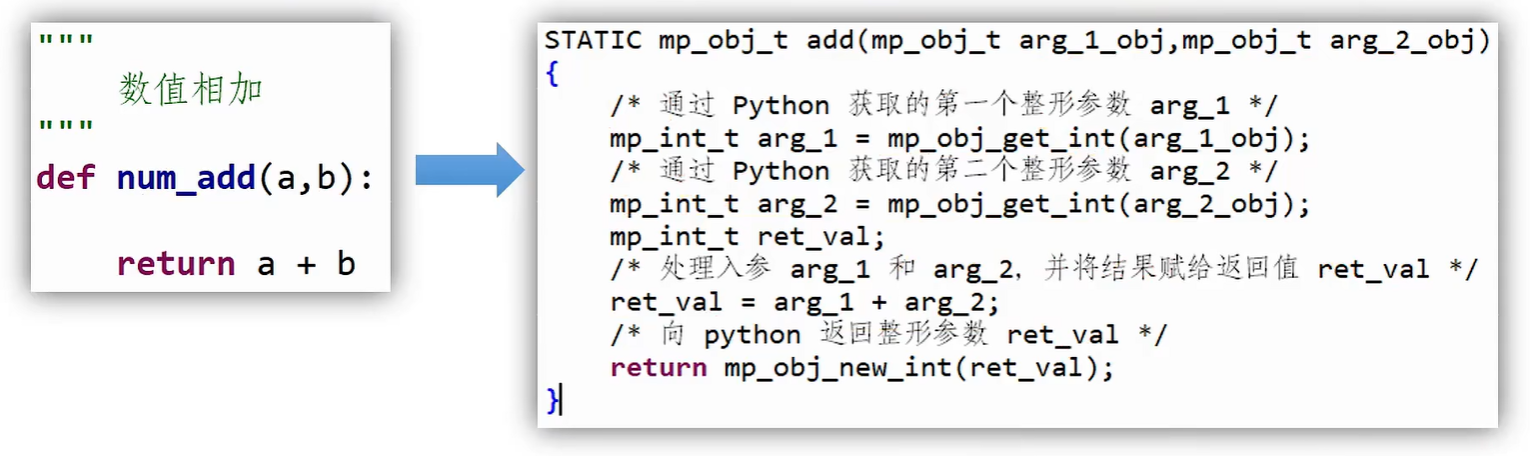 """
数值相加
"""
def num_add(a,b):
return a + b
STATIC mp_obj_t add(mp_obj_t arg_1_obj,mp_obj_t arg_2_obj)
{
/* 通过 Python 获取的第一个整形参数 arg_1 */
mp_int_t arg_1 = mp_obj_get_int(arg_1_obj);
/* 通过 Python 获取的第二个整形参数 arg_2 */
mp_int_t arg_2 = mp_obj_get_int(arg_2_obj);
mp_int_t ret_val;
/* 处理入参 arg_1 和 arg_2，并将结果赋给返回值 ret_val */
ret_val = arg_1 + arg_2;
/* 向 python 返回整形参数 ret_val */
return mp_obj_new_int(ret_val);
}